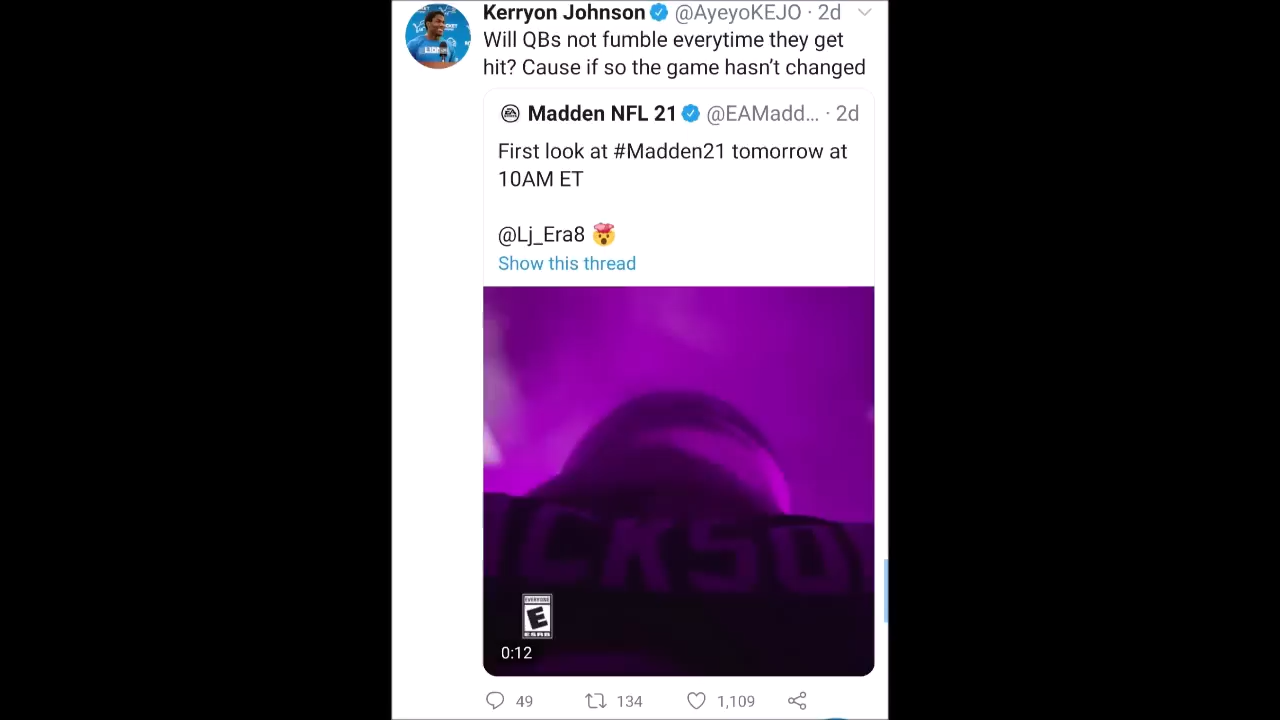 Kerryon Johnson @AyeyoKEJO · 2d
Will QBs not fumble everytime they get
hit? Cause if so the game hasn't changed
Madden NFL 21 @EAMadd... · 2d
First look at #Madden21 tomorrow at
10AM ET
@Lj_Era8 🤯
Show this thread
CKSO
EVERYONE
E
ESRB
0:12
49 134 1,109